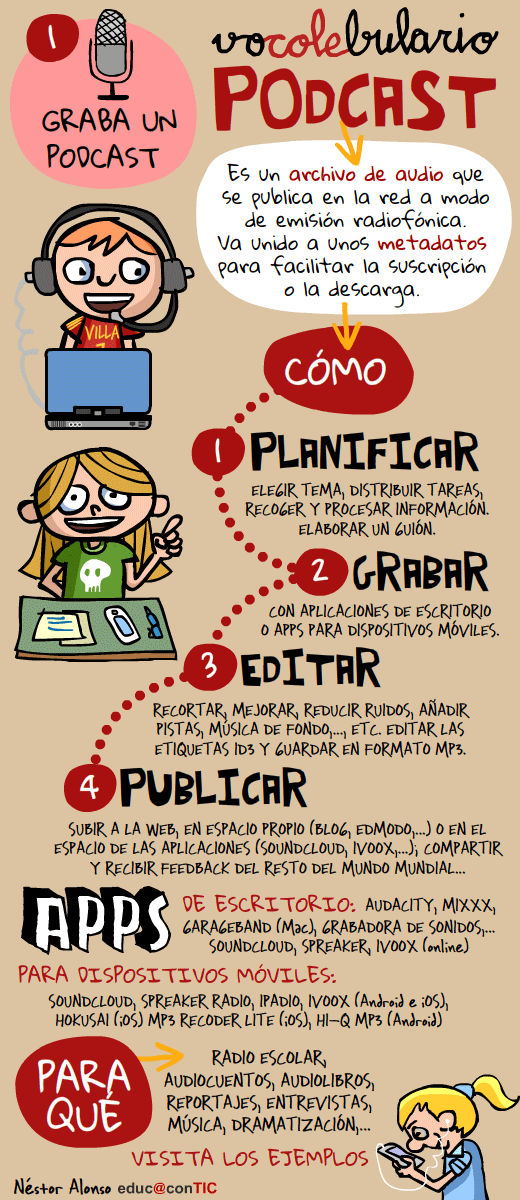 1
GRABA UN
PODCAST
vocolebulario
PODCAST
Es un archivo de audio que
se publica en la red a modo
de emisión radiofónica.
Va unido a unos metadatos
para facilitar la suscripción
o la descarga.
VILLA
7
CÓMO
1 PLANIFICAR
ELEGIR TEMA, DISTRIBUIR TAREAS,
RECOGER Y PROCESAR INFORMACIÓN.
ELABORAR UN GUIÓN.
2 GRABAR
CON APLICACIONES DE ESCRITORIO
O APPS PARA DISPOSITIVOS MÓVILES.
3 EDITAR
RECORTAR, MEJORAR, REDUCIR RUIDOS, AÑADIR
PISTAS, MÚSICA DE FONDO,..., ETC. EDITAR LAS
ETIQUETAS ID3 Y GUARDAR EN FORMATO MP3.
4 PUBLICAR
SUBIR A LA WEB, EN ESPACIO PROPIO (BLOG, EDMODO,...) O EN EL
ESPACIO DE LAS APLICACIONES (SOUNDCLOUD, IVOOX,...); COMPARTIR
Y RECIBIR FEEDBACK DEL RESTO DEL MUNDO MUNDIAL...
APPS DE ESCRITORIO: AUDACITY, MIXXX,
GARAGEBAND (Mac), GRABADORA DE SONIDOS,...
SOUNDCLOUD, SPREAKER, IVOOX (online)
PARA DISPOSITIVOS MÓVILES:
SOUNDCLOUD, SPREAKER RADIO, IPADIO, IVOOX (Android e iOS),
HOKUSAI (iOS) MP3 RECODER LITE (iOS), HI-Q MP3 (Android)
PARA
QUÉ
RADIO ESCOLAR,
AUDIOCUENTOS, AUDIOLIBROS,
REPORTAJES, ENTREVISTAS,
MÚSICA, DRAMATIZACIÓN,...
VISITA LOS EJEMPLOS
Néstor Alonso educ@conTIC